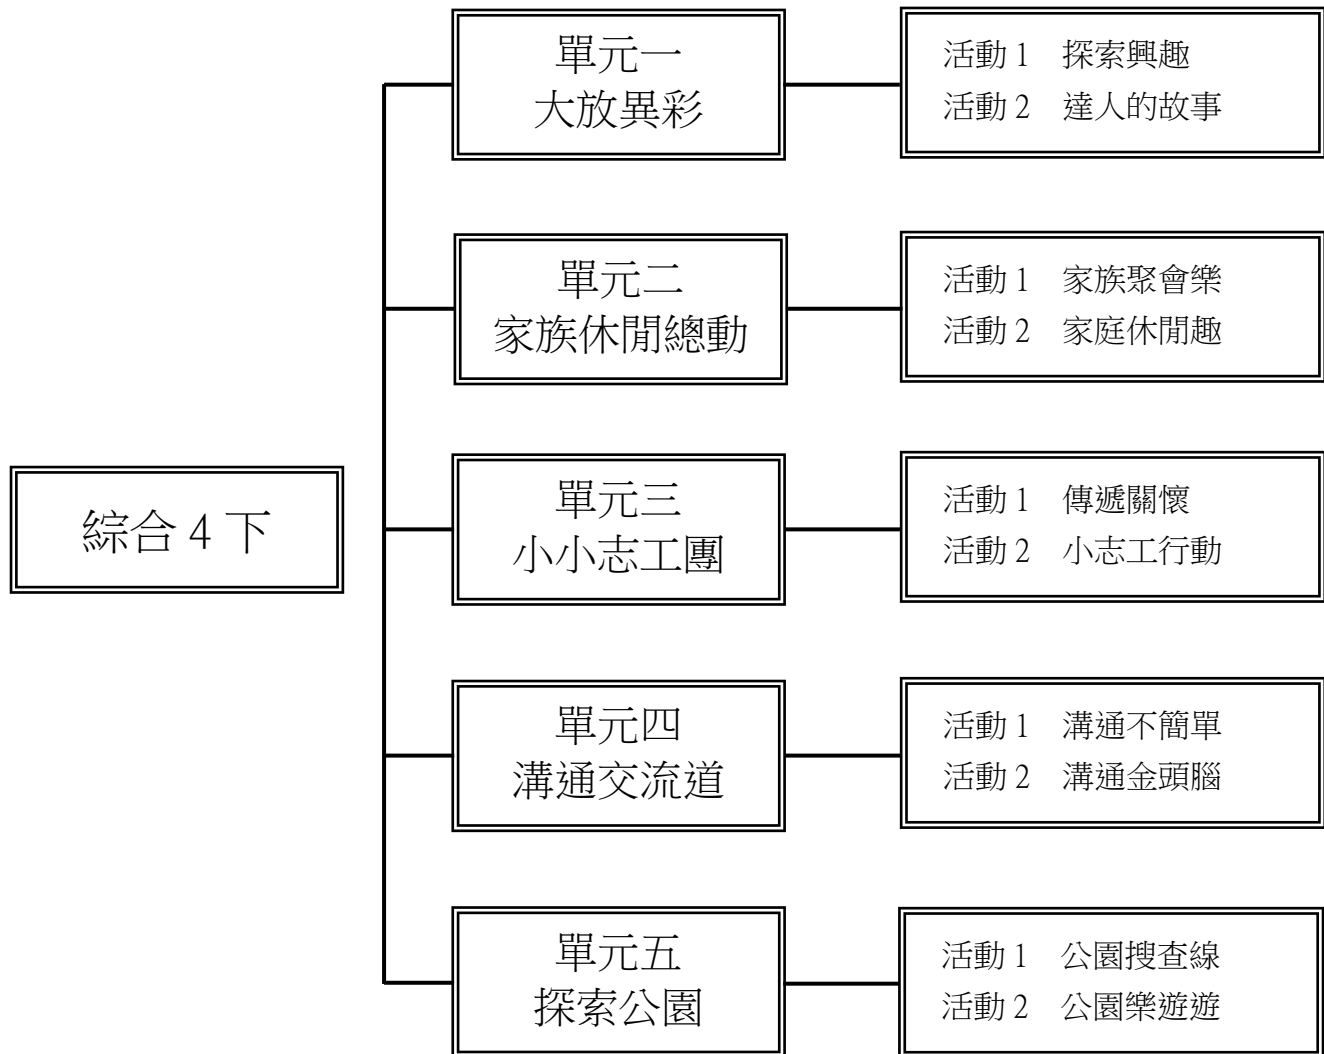 綜合 4 下
單元一
大放異彩
活動 1　探索興趣
活動 2　達人的故事
單元二
家族休閒總動
活動 1　家族聚會樂
活動 2　家庭休閒趣
單元三
小小志工團
活動 1　傳遞關懷
活動 2　小志工行動
單元四
溝通交流道
活動 1　溝通不簡單
活動 2　溝通金頭腦
單元五
探索公園
活動 1　公園搜查線
活動 2　公園樂遊遊